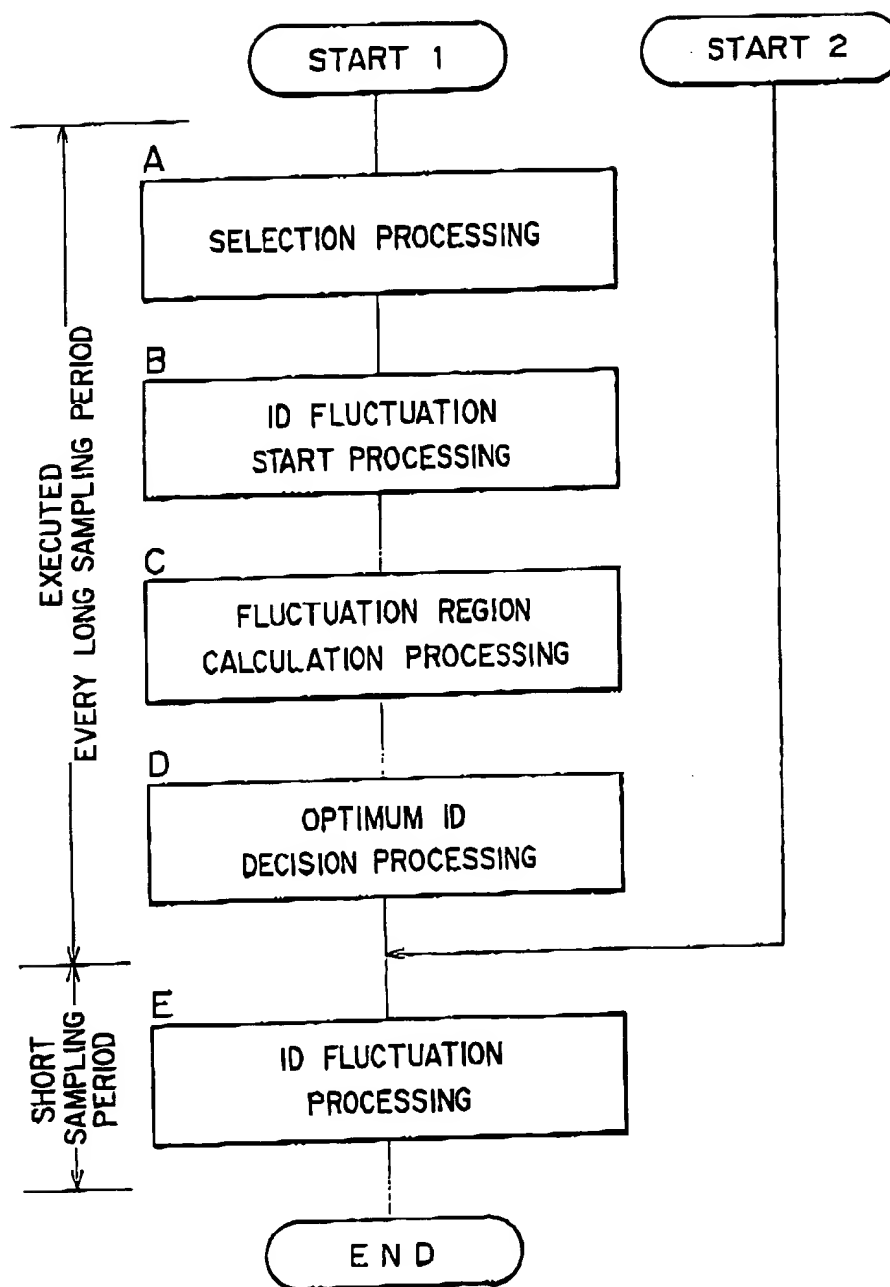 START 1
START 2
A
SELECTION PROCESSING
B
ID FLUCTUATION
START PROCESSING
C
FLUCTUATION REGION
CALCULATION PROCESSING
D
OPTIMUM ID
DECISION PROCESSING
E
ID FLUCTUATION
PROCESSING
END
EXECUTED
EVERY LONG SAMPLING PERIOD
SHORT
SAMPLING
PERIOD